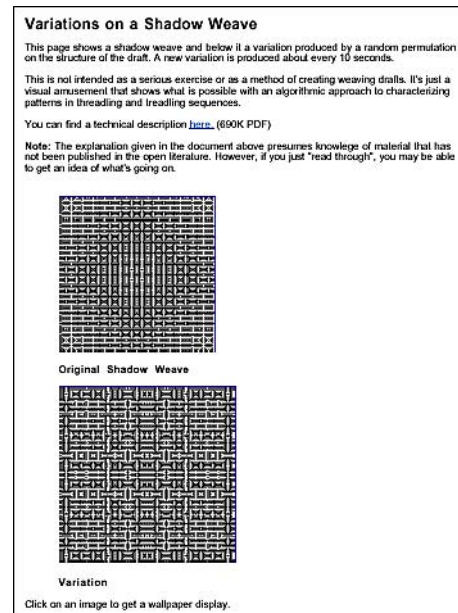 Variations on a Shadow Weave
This page shows a shadow weave and below it a variation produced by a random permutation
on the structure of the draft. A new variation is produced about every 10 seconds.
This is not intended as a serious exercise or as a method of creating weaving drafts. It's just a
visual amusement that shows what is possible with an algorithmic approach to characterizing
patterns in threadling and treadling sequences.
You can find a technical description here. (690K PDF)
Note: The explanation given in the document above presumes knowlege of material that has
not been published in the open literature. However, if you just "read through", you may be able
to get an idea of what's going on.
Original Shadow Weave
Variation
Click on an image to get a wallpaper display.